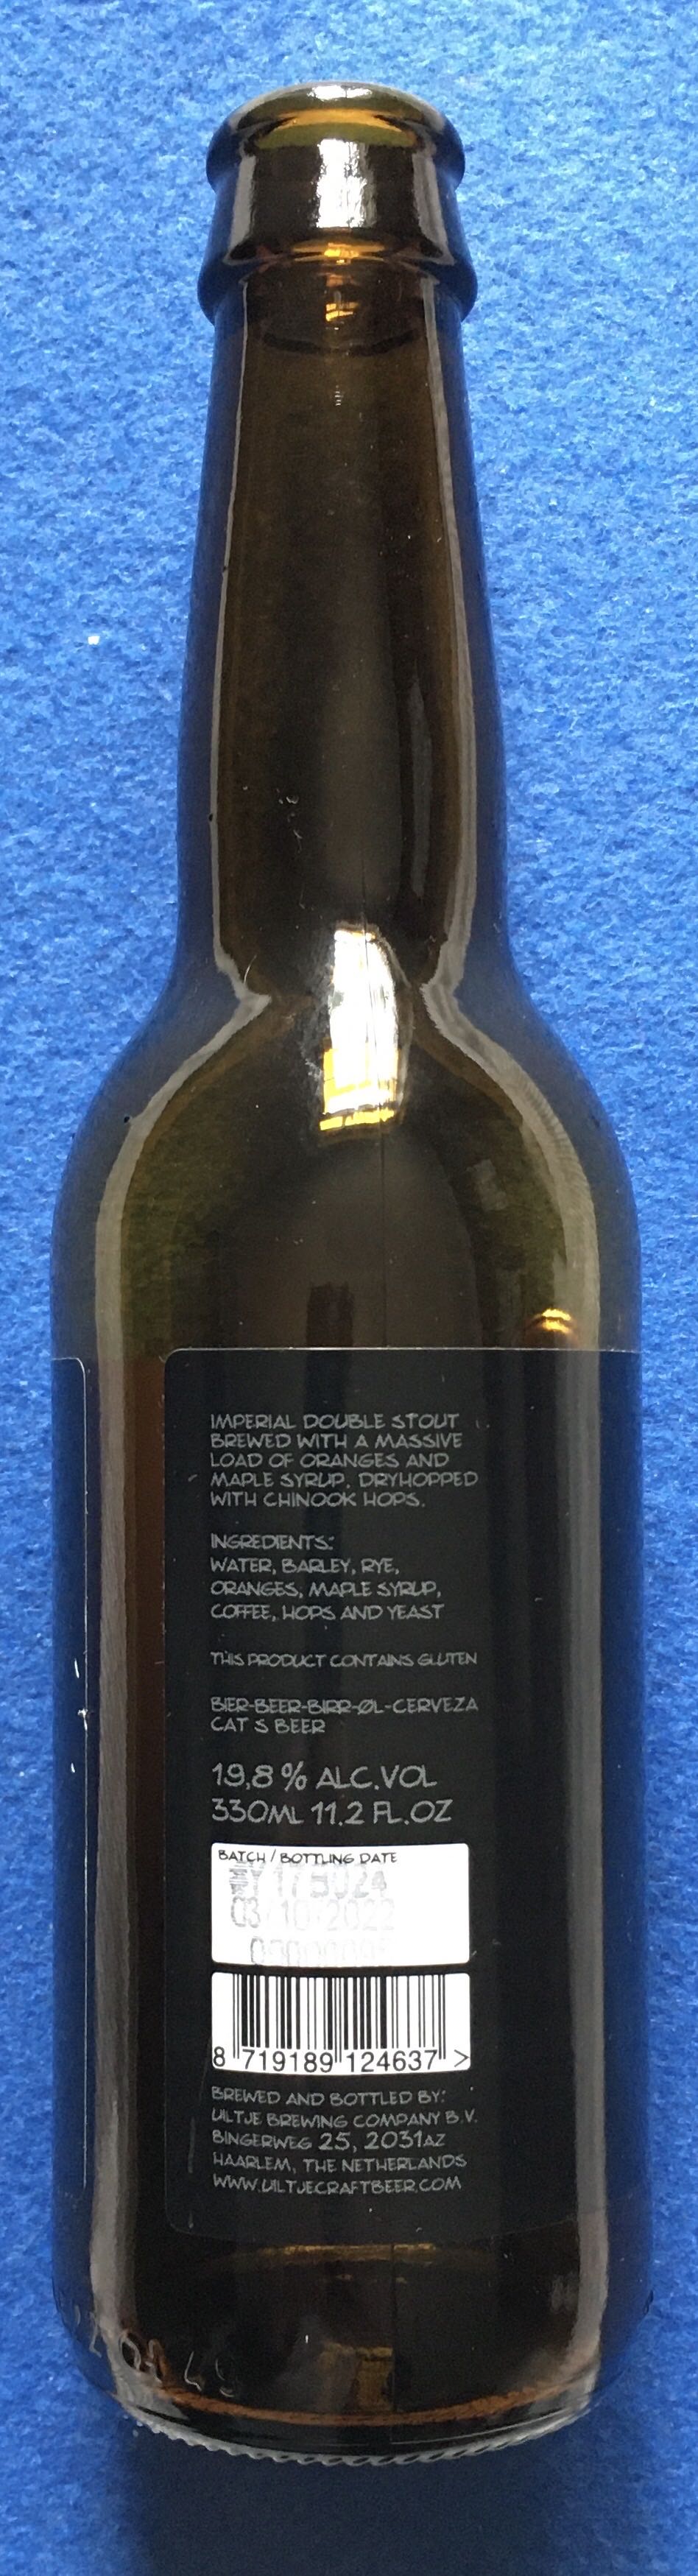 IMPERIAL DOUBLE STOUT
BREWED WITH A MASSIVE
LOAD OF ORANGES AND
MAPLE SYRUP. DRYHOPPED
WITH CHINOOK HOPS.
INGREDIENTS:
WATER, BARLEY, RYE,
ORANGES, MAPLE SYRUP,
COFFEE, HOPS AND YEAST
THIS PRODUCT CONTAINS GLUTEN
BIER-BEER-BIRR-ØL-CERVEZA
CAT S BEER
19,8 % ALC.VOL
330ML 11.2 FL.OZ
BATCH / BOTTLING DATE
03/10/2022
8 719189 124637 >
BREWED AND BOTTLED BY:
UILTJE BREWING COMPANY B.V.
BINGERWEG 25, 2031AZ
HAARLEM, THE NETHERLANDS
WWW.UILTJECRAFTBEER.COM